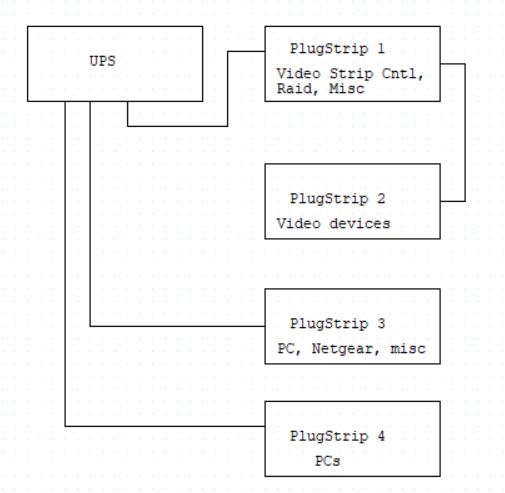 UPS
PlugStrip 1
Video Strip Cntl,
Raid, Misc
PlugStrip 2
Video devices
PlugStrip 3
PC, Netgear, misc
PlugStrip 4
PCs